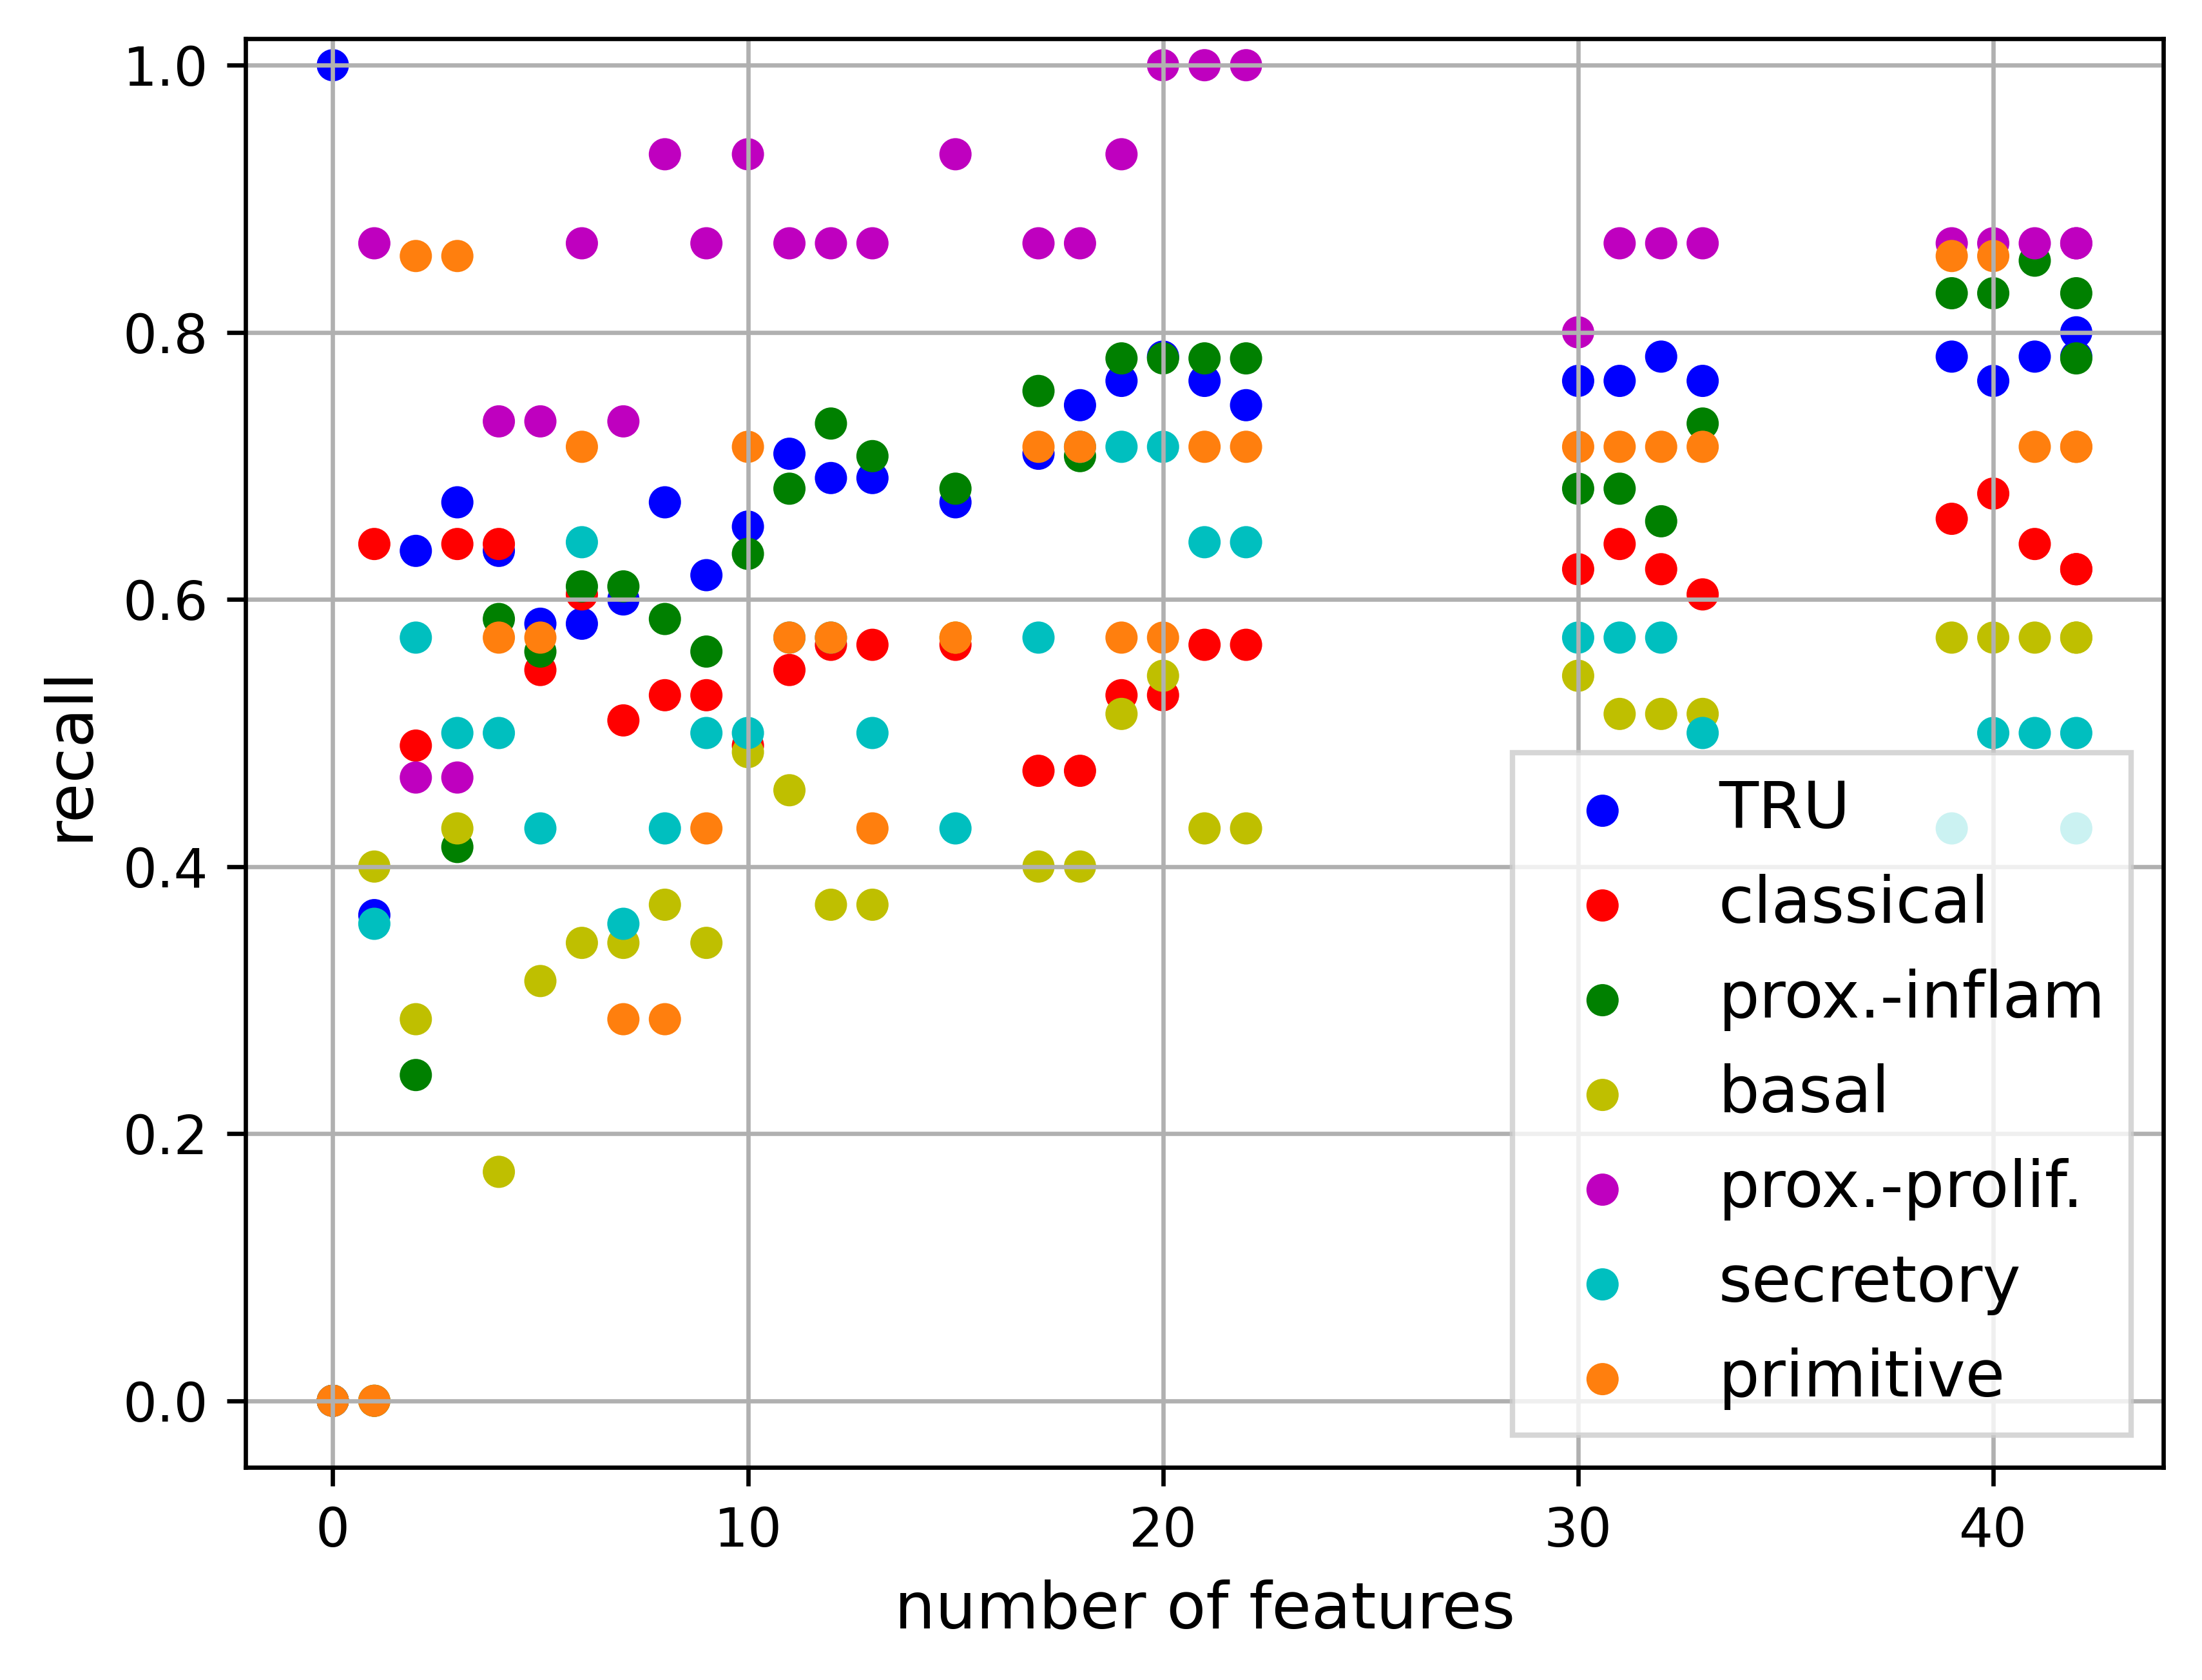 1.0
0.8
0.6
0.4
0.2
0.0
recall
0 10 20 30 40
number of features
TRU
classical
prox.-inflam
basal
prox.-prolif.
secretory
primitive